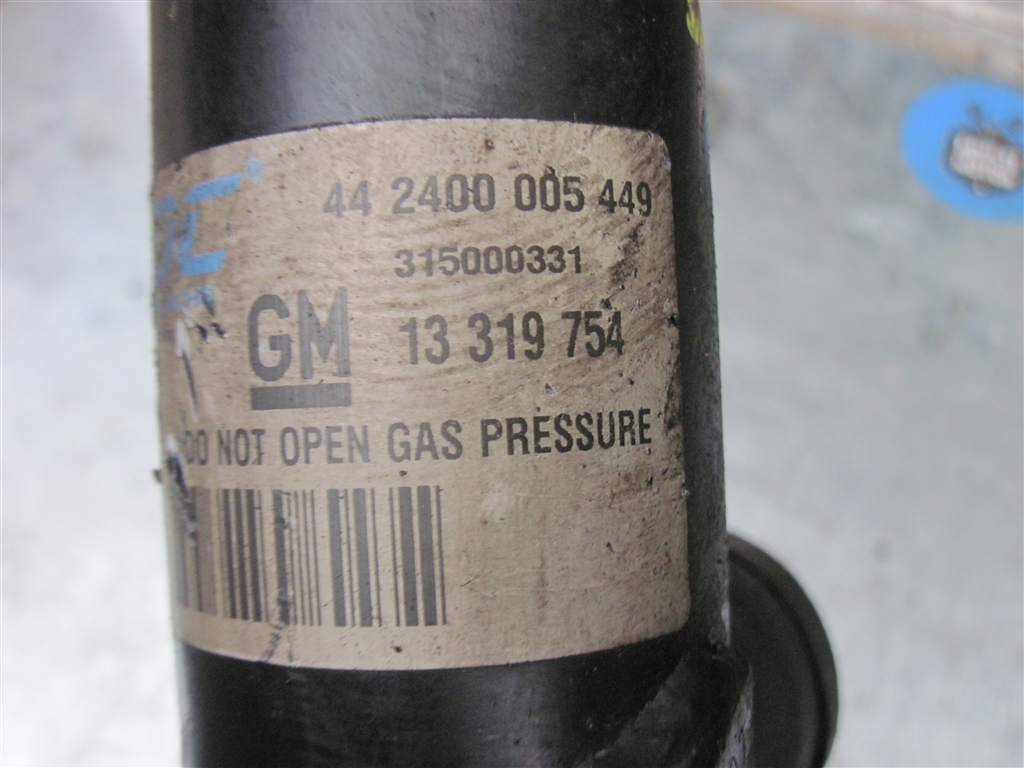 44 2400 005 449
315000331
GM 13 319 754
DO NOT OPEN GAS PRESSURE